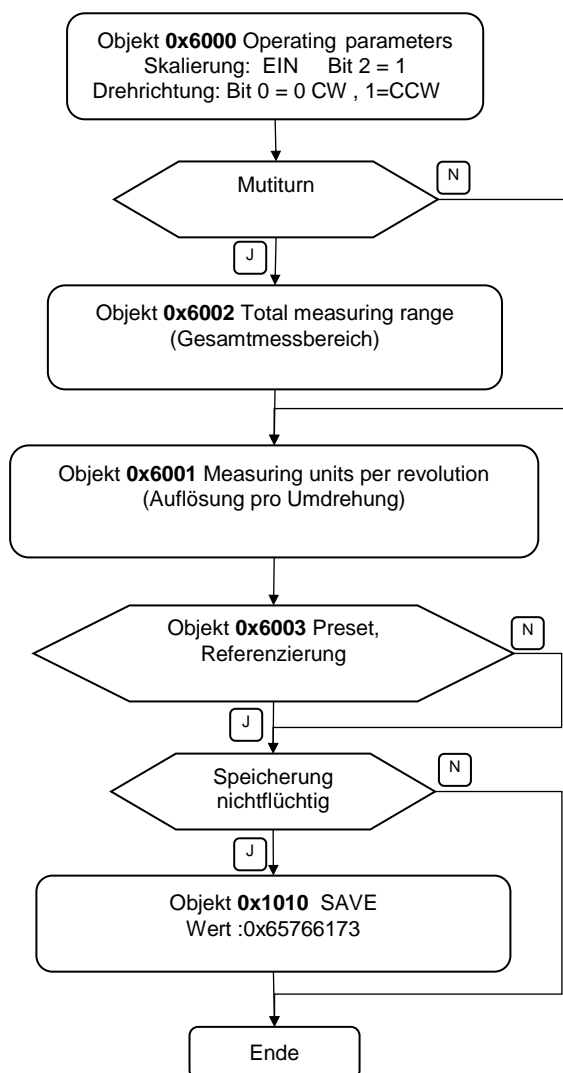 Objekt 0x6000 Operating parameters
Skalierung: EIN Bit 2 = 1
Drehrichtung: Bit 0 = 0 CW , 1=CCW
Mutiturn
N
J
Objekt 0x6002 Total measuring range
(Gesamtmessbereich)
Objekt 0x6001 Measuring units per revolution
(Auflösung pro Umdrehung)
Objekt 0x6003 Preset,
Referenzierung
N
J
Speicherung
nichtflüchtig
N
J
Objekt 0x1010 SAVE
Wert :0x65766173
Ende